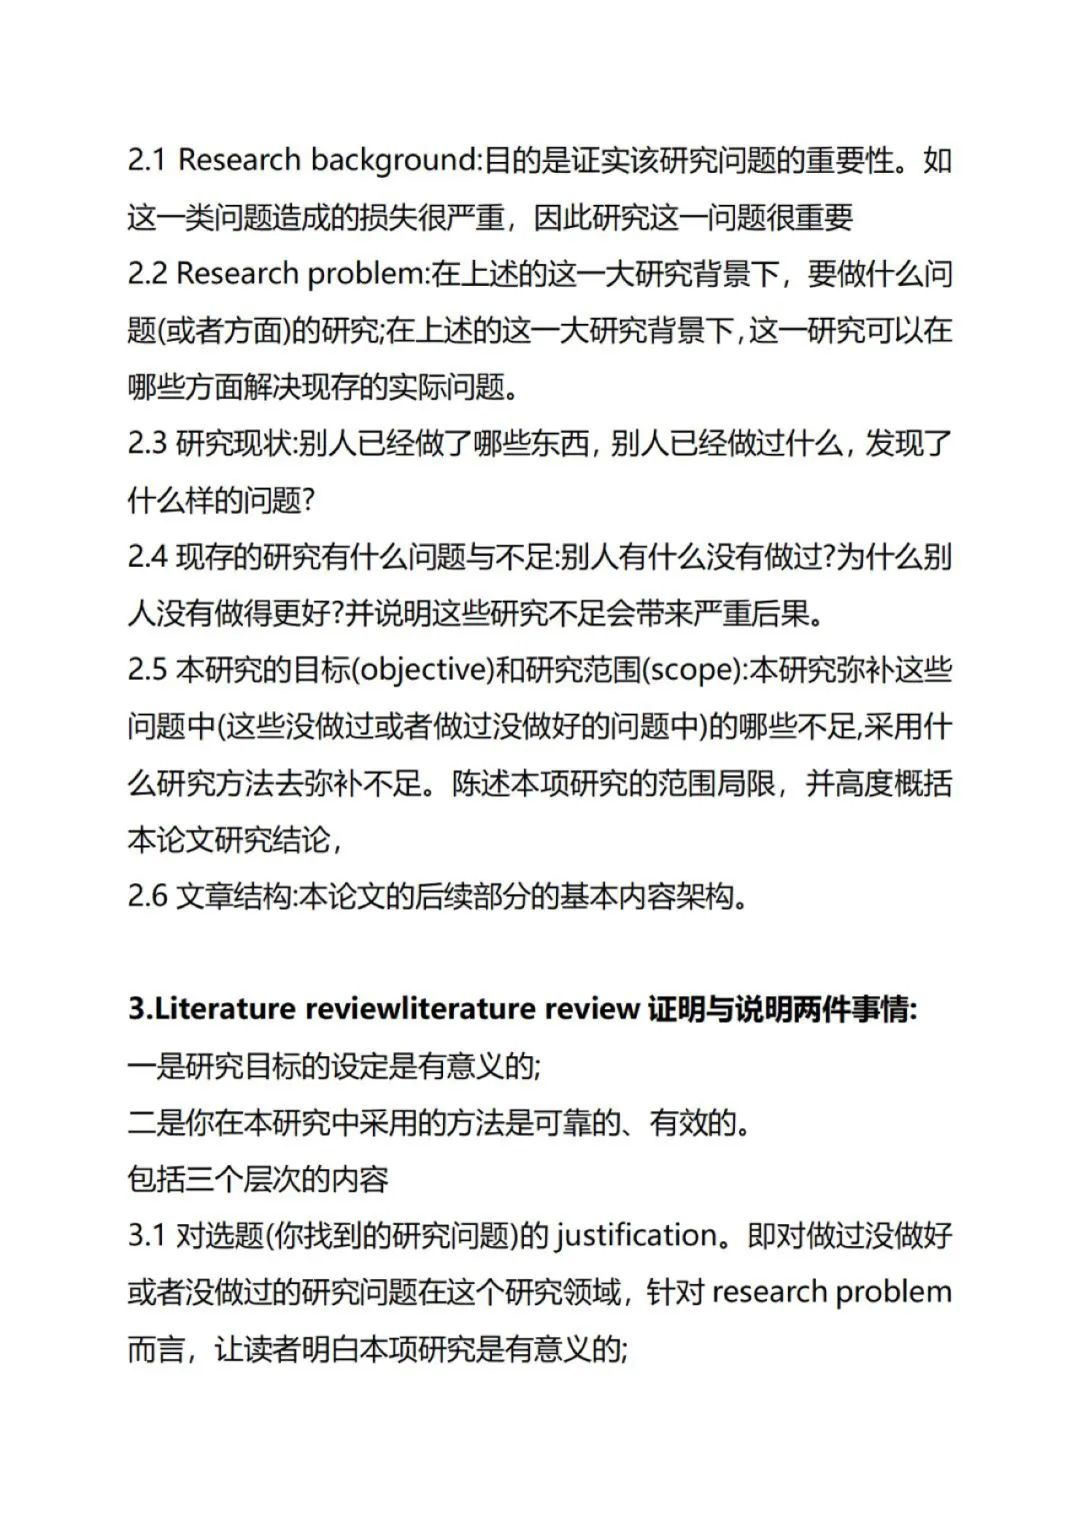 2.1 Research background:目的是证实该研究问题的重要性。如
这一类问题造成的损失很严重，因此研究这一问题很重要
2.2 Research problem:在上述的这一大研究背景下，要做什么问
题(或者方面)的研究;在上述的这一大研究背景下,这一研究可以在
哪些方面解决现存的实际问题。
2.3 研究现状:别人已经做了哪些东西，别人已经做过什么，发现了
什么样的问题?
2.4 现存的研究有什么问题与不足:别人有什么没有做过?为什么别
人没有做得更好?并说明这些研究不足会带来严重后果。
2.5 本研究的目标(objective)和研究范围(scope):本研究弥补这些
问题中(这些没做过或者做过没做好的问题中)的哪些不足,采用什
么研究方法去弥补不足。陈述本项研究的范围局限，并高度概括
本论文研究结论，
2.6 文章结构:本论文的后续部分的基本内容架构。
3.Literature reviewliterature review 证明与说明两件事情:
一是研究目标的设定是有意义的;
二是你在本研究中采用的方法是可靠的、有效的。
包括三个层次的内容
3.1 对选题(你找到的研究问题)的 justification。即对做过没做好
或者没做过的研究问题在这个研究领域，针对 research problem
而言，让读者明白本项研究是有意义的;